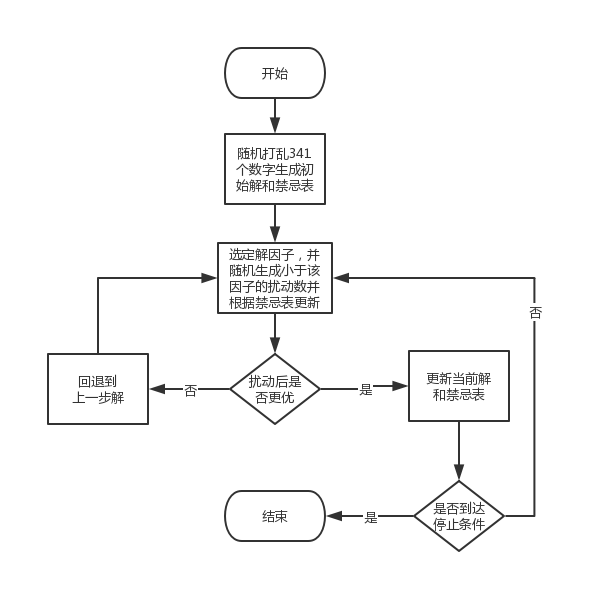 开始
随机打乱341
个数字生成初
始解和禁忌表
选定解因子，并
随机生成小于该
因子的扰动数并
根据禁忌表更新
否
回退到
上一步解
否
扰动后是
否更优
是
更新当前解
和禁忌表
结束
是
是否到达
停止条件